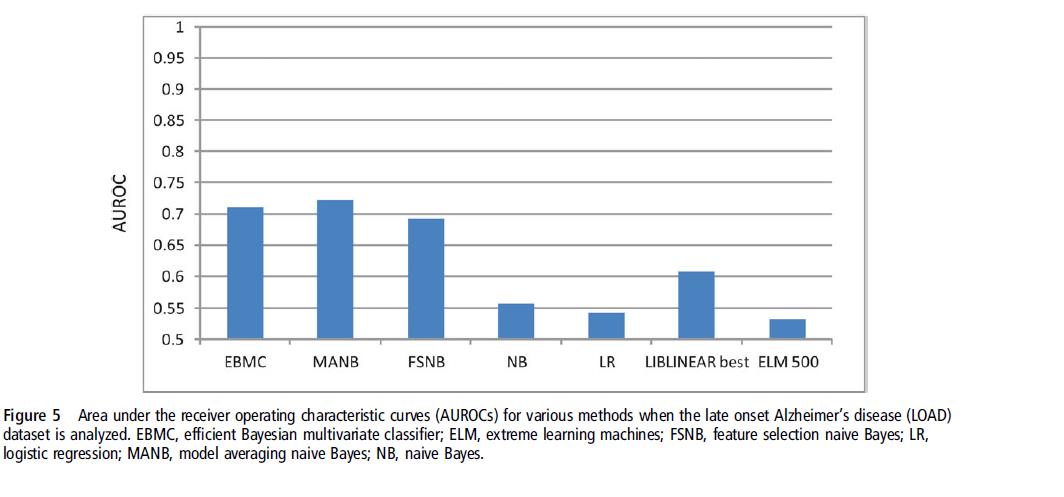 1
0.95
0.9
0.85
0.8
0.75
0.7
0.65
0.6
0.55
0.5
AUROC
EBMC MANB FSNB NB LR LIBLINEAR best ELM 500
Figure 5 Area under the receiver operating characteristic curves (AUROCs) for various methods when the late onset Alzheimer’s disease (LOAD)
dataset is analyzed. EBMC, efficient Bayesian multivariate classifier; ELM, extreme learning machines; FSNB, feature selection naive Bayes; LR,
logistic regression; MANB, model averaging naive Bayes; NB, naive Bayes.